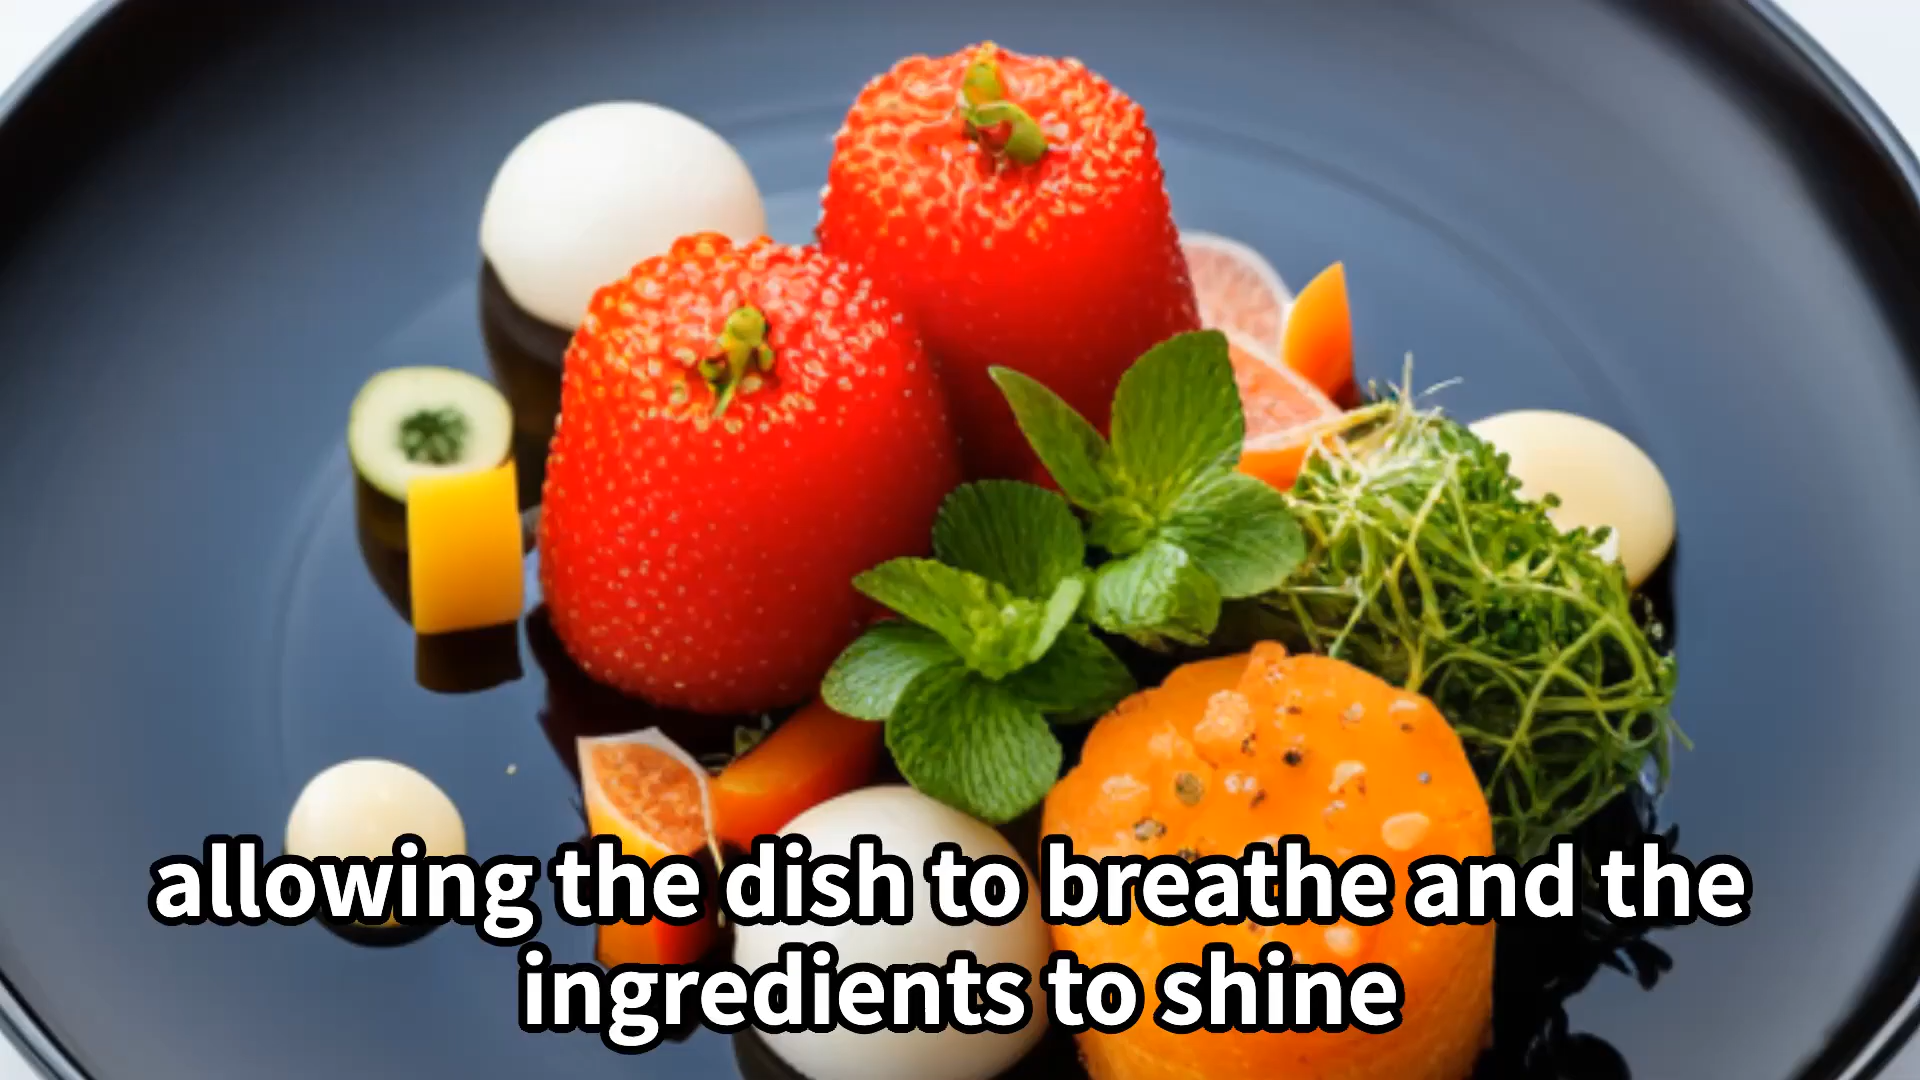 allowing the dish to breathe and the
ingredients to shine